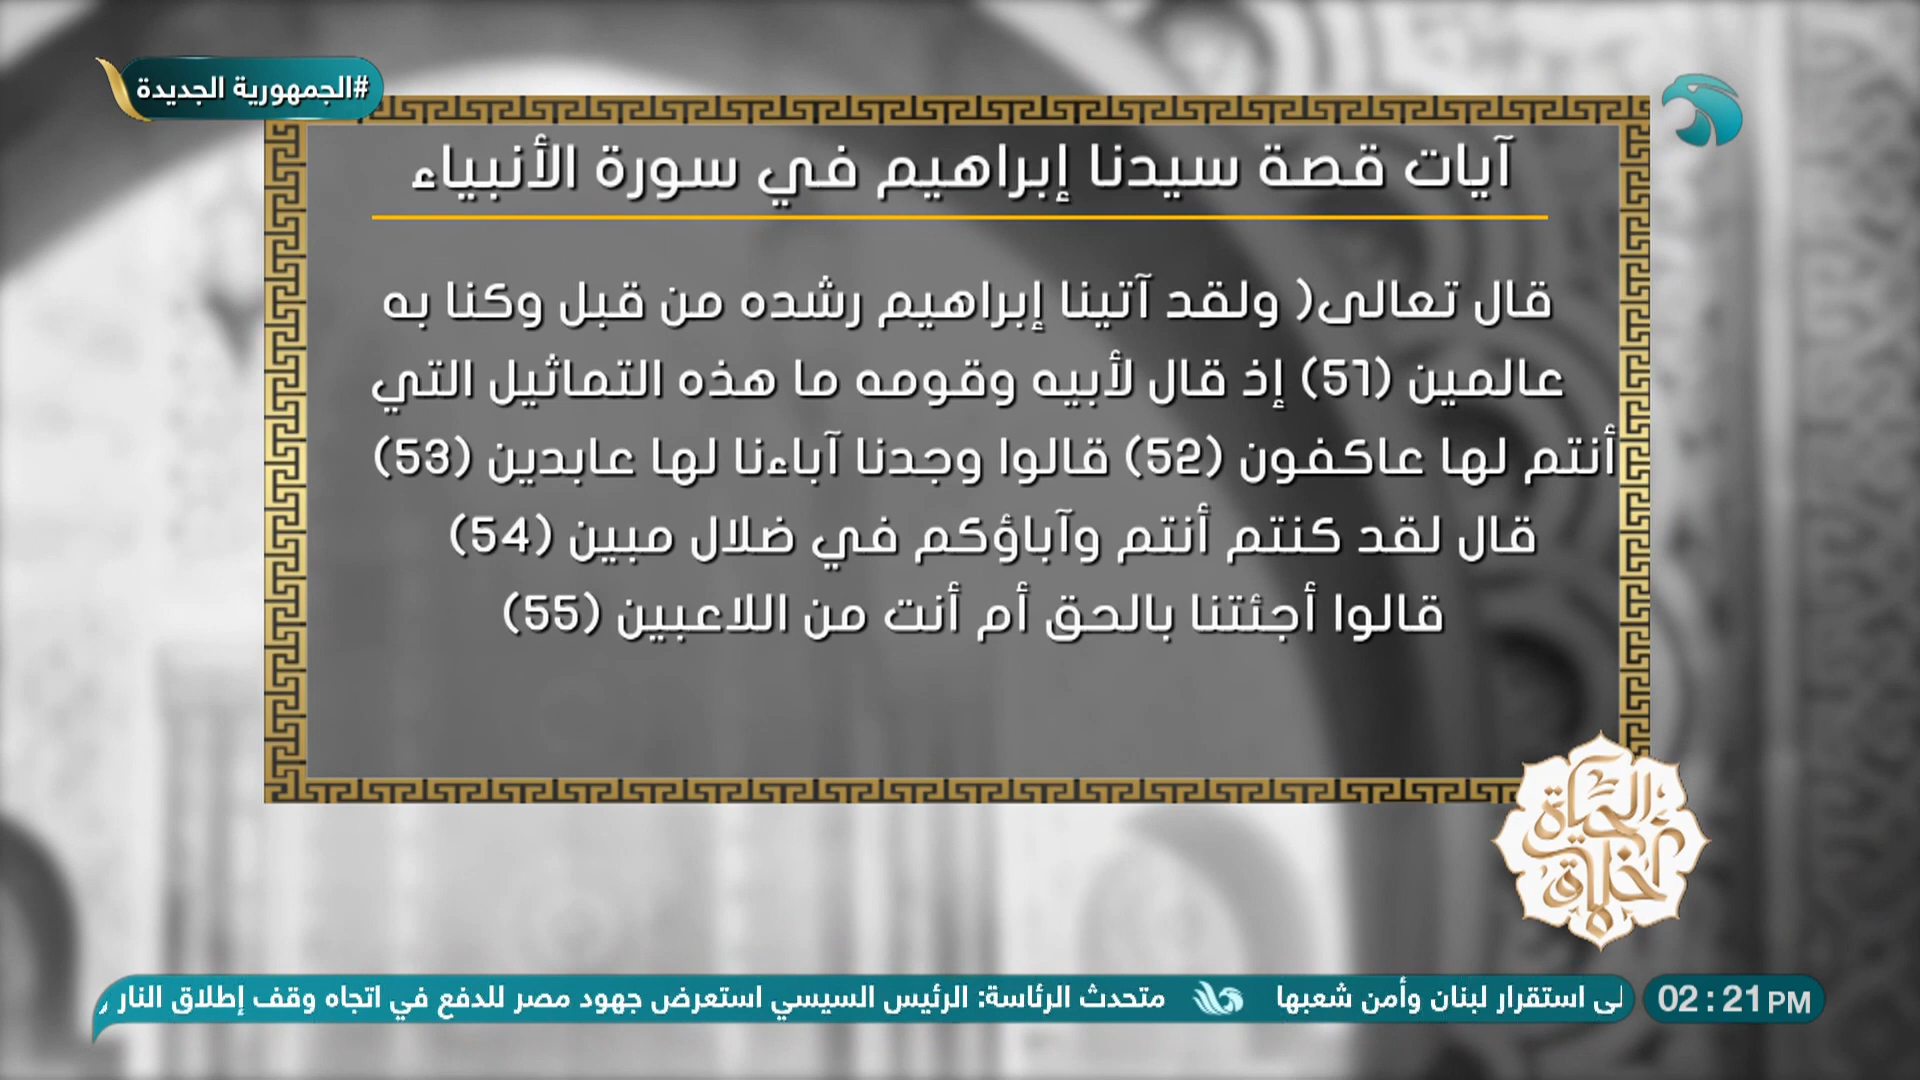 #الجمهورية الجديدة
آيات قصة سيدنا إبراهيم في سورة الأنبياء
قال تعالى( ولقد آتينا إبراهيم رشده من قبل وكنا به
عالمين (51) إذ قال لأبيه وقومه ما هذه التماثيل التي
أنتم لها عاكفون (52) قالوا وجدنا آباءنا لها عابدين (53)
قال لقد كنتم أنتم وآباؤكم في ضلال مبين (54)
قالوا أجئتنا بالحق أم أنت من اللاعبين (55)
الحياة
أخلاق
استقرار لبنان وأمن شعبها متحدث الرئاسة: الرئيس السيسي استعرض جهود مصر للدفع في اتجاه وقف إطلاق النار
02:21PM